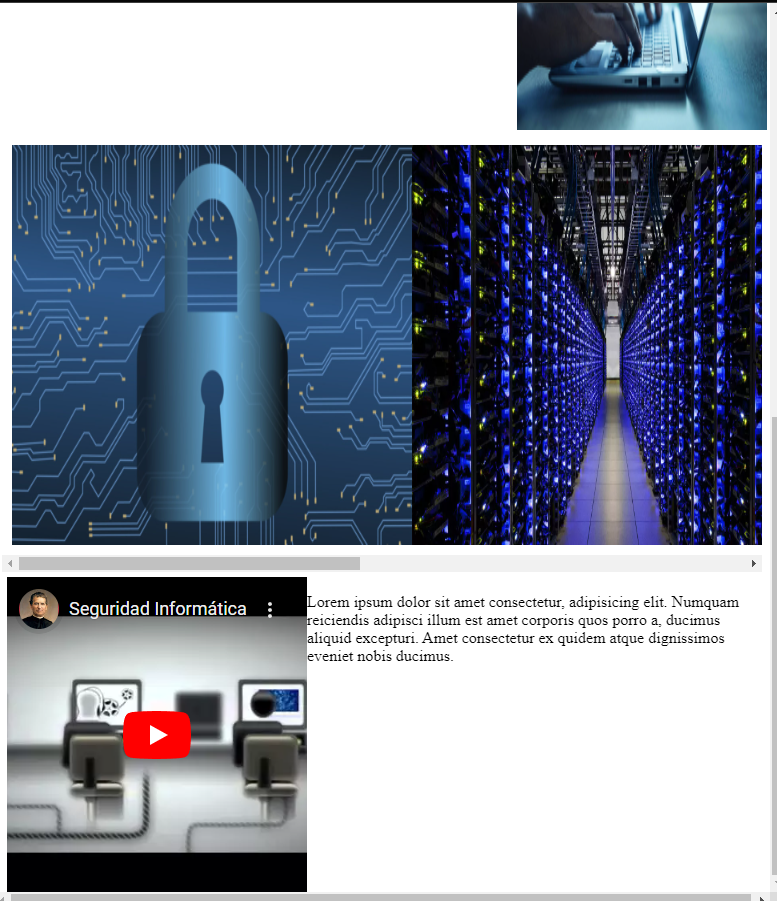 Seguridad Informática
Lorem ipsum dolor sit amet consectetur, adipisicing elit. Numquam
reiciendis adipisci illum est amet corporis quos porro a, ducimus
aliquid excepturi. Amet consectetur ex quidem atque dignissimos
eveniet nobis ducimus.